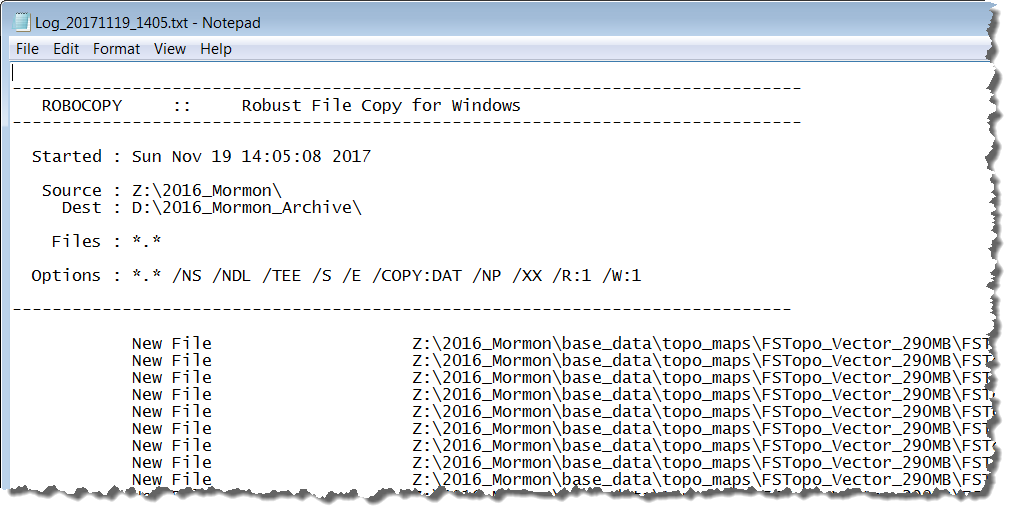 Log_20171119_1405.txt - Notepad
File Edit Format View Help
-------------------------------------------------------------------------------
ROBOCOPY :: Robust File Copy for Windows
-------------------------------------------------------------------------------
Started : Sun Nov 19 14:05:08 2017
Source : Z:\2016_Mormon\
Dest : D:\2016_Mormon_Archive\
Files : *.*
Options : *.* /NS /NDL /TEE /S /E /COPY:DAT /NP /XX /R:1 /W:1
------------------------------------------------------------------------------
New File Z:\2016_Mormon\base_data\topo_maps\FSTopo_Vector_290MB\FST
New File Z:\2016_Mormon\base_data\topo_maps\FSTopo_Vector_290MB\FST
New File Z:\2016_Mormon\base_data\topo_maps\FSTopo_Vector_290MB\FST
New File Z:\2016_Mormon\base_data\topo_maps\FSTopo_Vector_290MB\FST
New File Z:\2016_Mormon\base_data\topo_maps\FSTopo_Vector_290MB\FST
New File Z:\2016_Mormon\base_data\topo_maps\FSTopo_Vector_290MB\FST
New File Z:\2016_Mormon\base_data\topo_maps\FSTopo_Vector_290MB\FST
New File Z:\2016_Mormon\base_data\topo_maps\FSTopo_Vector_290MB\FST
New File Z:\2016_Mormon\base_data\topo_maps\FSTopo_Vector_290MB\FST